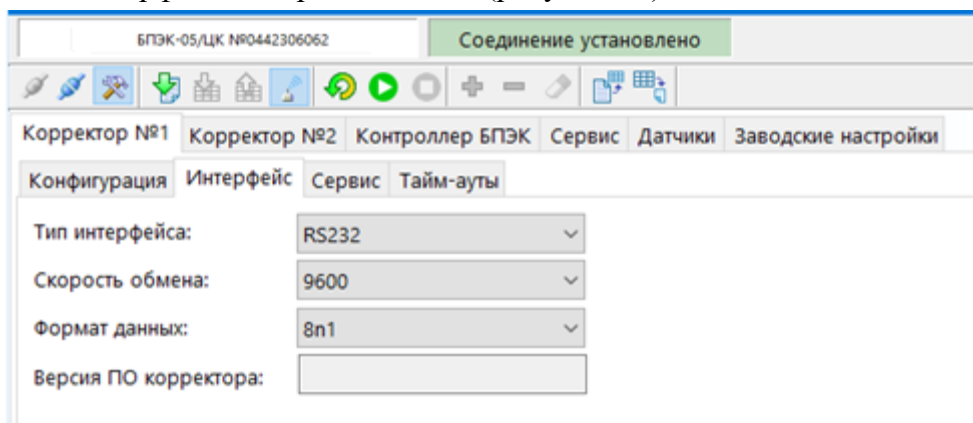 БПЭК-05/ЦК №0442306062 Соединение установлено
Корректор №1 Корректор №2 Контроллер БПЭК Сервис Датчики Заводские настройки
Конфигурация Интерфейс Сервис Тайм-ауты
Тип интерфейса: RS232
Скорость обмена: 9600
Формат данных: 8n1
Версия ПО корректора: